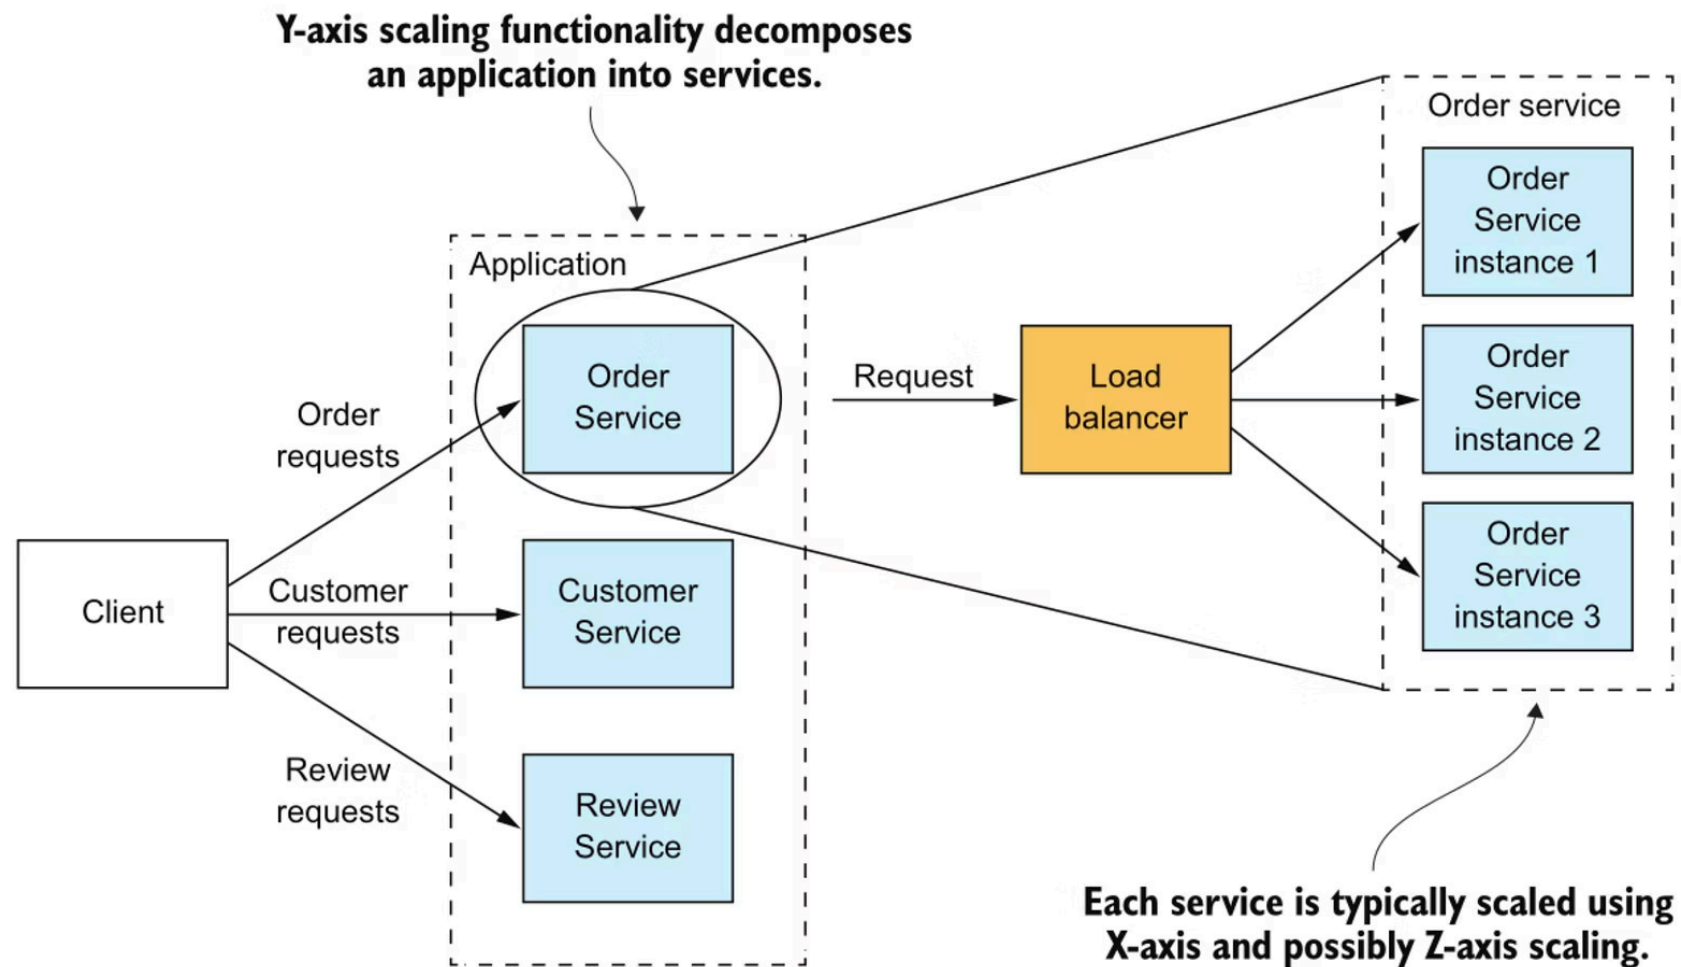 Y-axis scaling functionality decomposes
an application into services.
Application
Order
Service
Order
requests
Client
Customer
requests
Customer
Service
Review
requests
Review
Service
Request
Load
balancer
Order service
Order
Service
instance 1
Order
Service
instance 2
Order
Service
instance 3
Each service is typically scaled using
X-axis and possibly Z-axis scaling.